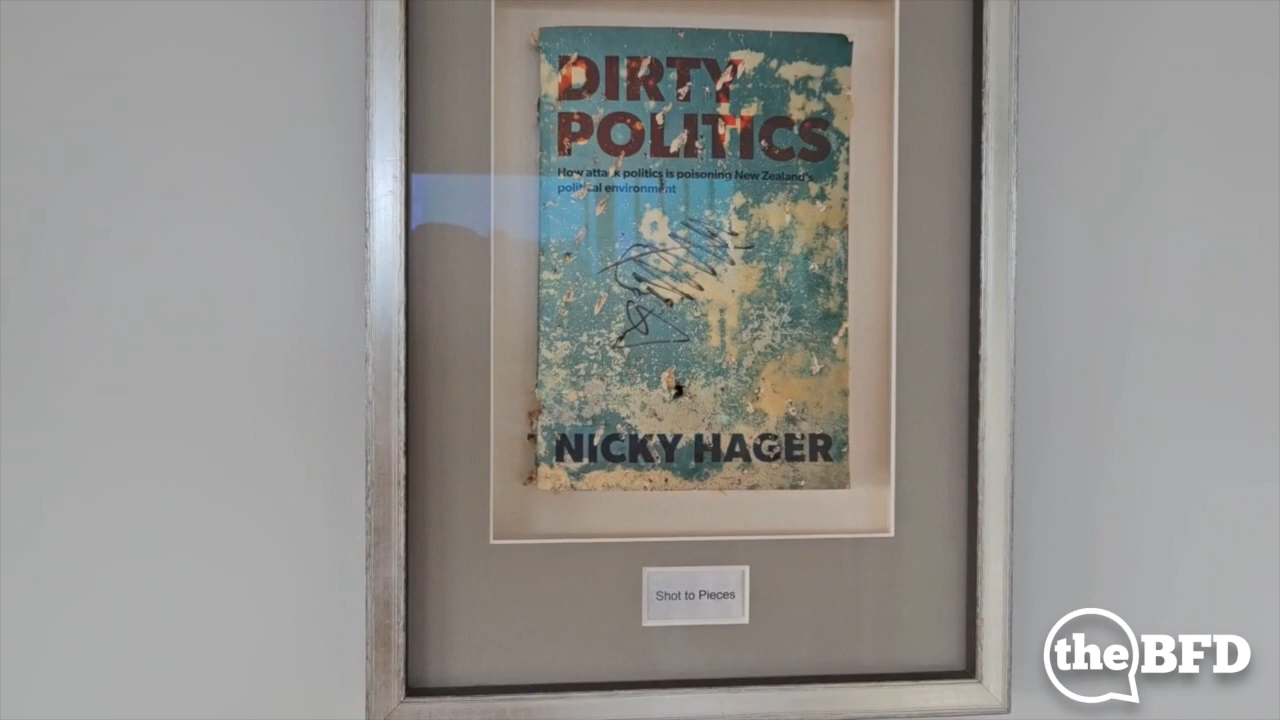 DIRTY
POLITICS
How attack politics is poisoning New Zealand's
political environment
NICKY HAGER
Shot to Pieces
theBFD